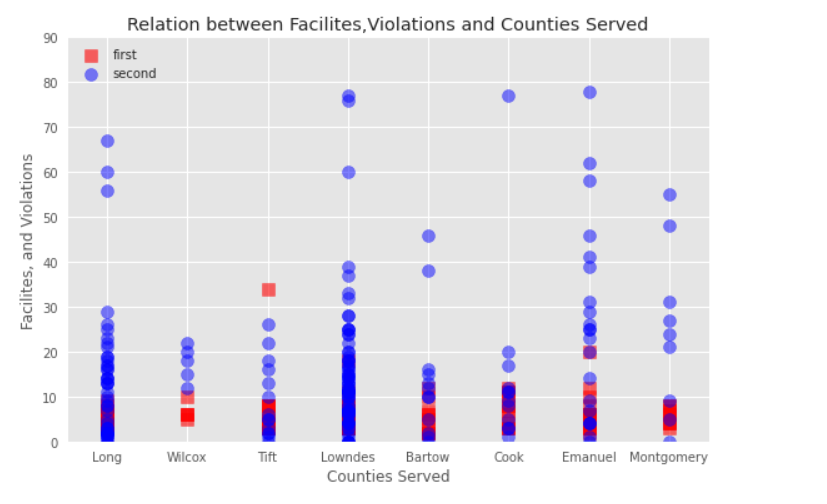 Relation between Facilites,Violations and Counties Served
90
80
70
60
50
40
30
20
10
0
Facilites, and Violations
first
second
Long Wilcox Tift Lowndes Bartow Cook Emanuel Montgomery
Counties Served